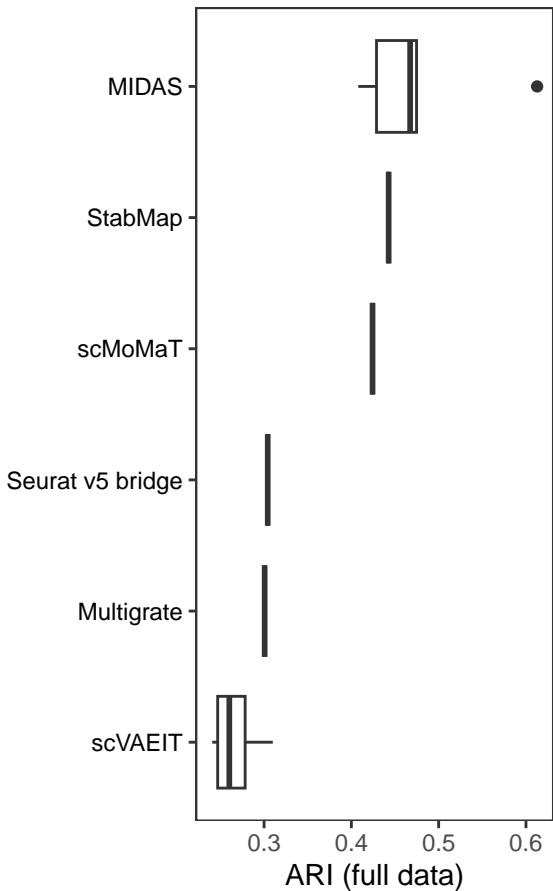 MIDAS
StabMap
scMoMaT
Seurat v5 bridge
Multigrate
scVAEIT
0.3 0.4 0.5 0.6
ARI (full data)